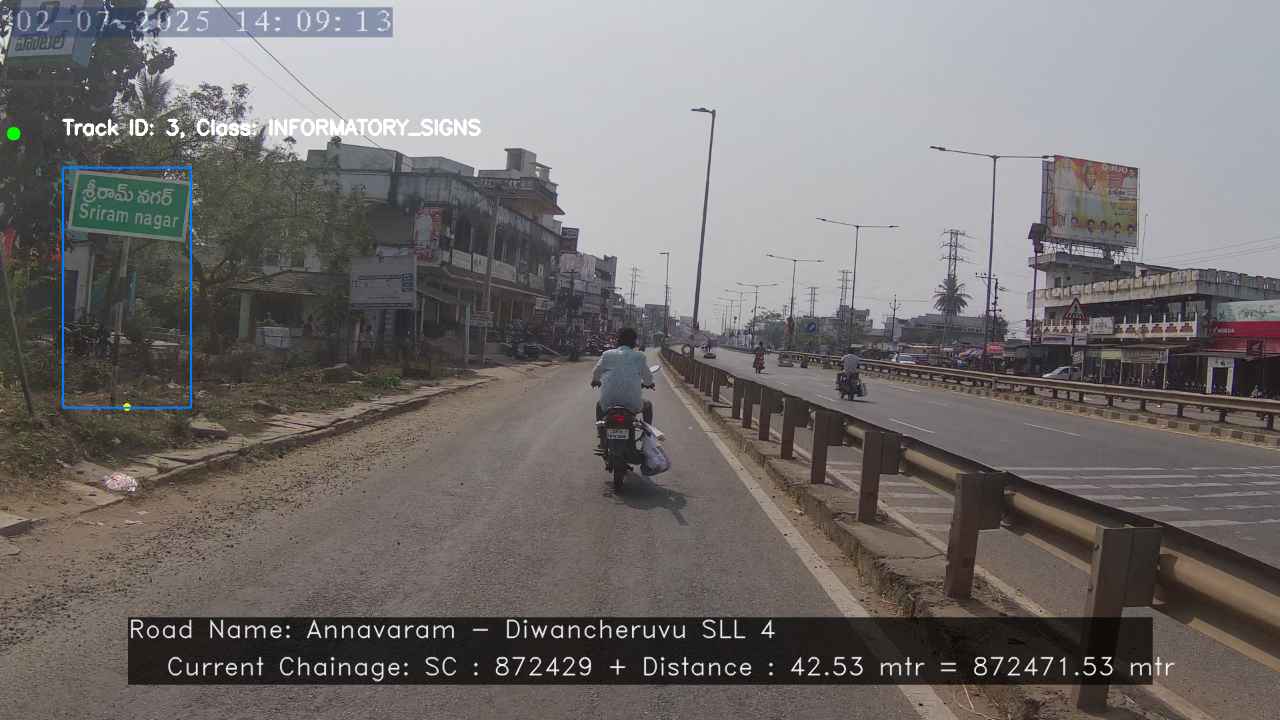 02-07-2025 14:09:13
హోటల్
Track ID: 3, Class: INFORMATORY_SIGNS
శ్రీరామ్ నగర్
Sriram nagar
Road Name: Annavaram - Diwancheruvu SLL 4
Current Chainage: SC : 872429 + Distance : 42.53 mtr = 872471.53 mtr